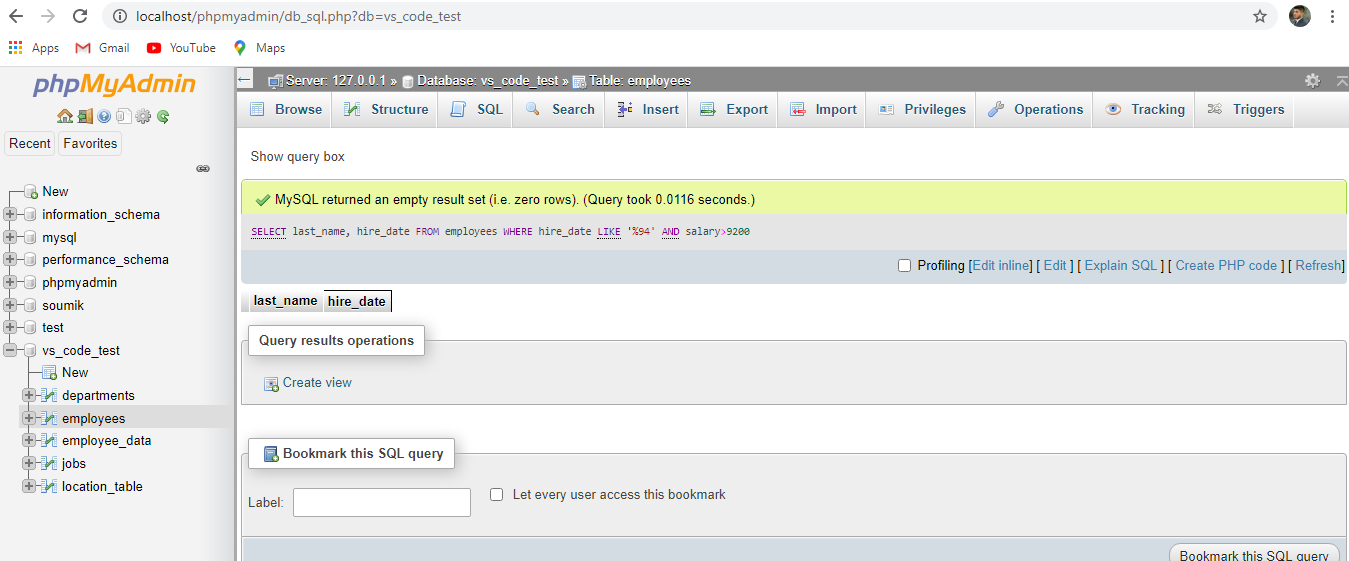 localhost/phpmyadmin/db_sql.php?db=vs_code_test
Apps Gmail YouTube Maps
phpMyAdmin
Recent Favorites
New
information_schema
mysql
performance_schema
phpmyadmin
soumik
test
vs_code_test
New
departments
employees
employee_data
jobs
location_table
Server: 127.0.0.1 » Database: vs_code_test » Table: employees
Browse Structure SQL Search Insert Export Import Privileges Operations Tracking Triggers
Show query box
MySQL returned an empty result set (i.e. zero rows). (Query took 0.0116 seconds.)
SELECT last_name, hire_date FROM employees WHERE hire_date LIKE '%94' AND salary>9200
Profiling [Edit inline] [ Edit ] [ Explain SQL ] [ Create PHP code ] [ Refresh]
last_name hire_date
Query results operations
Create view
Bookmark this SQL query
Label: Let every user access this bookmark
Bookmark this SQL query